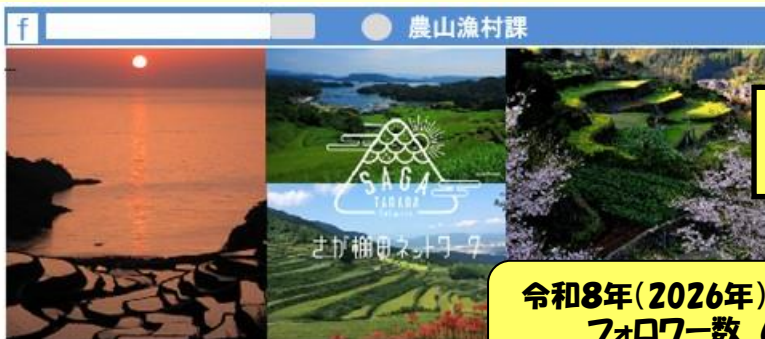 f
農山漁村課
SAGA
TANADA
Network
さが棚田ネットワーク
令和8年(2026年)
フォロワー数